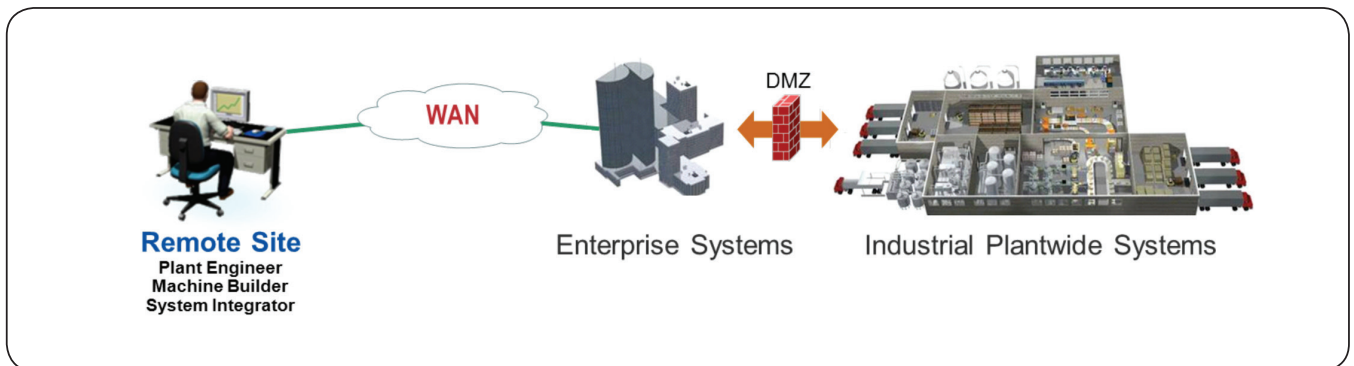 WAN
DMZ
Remote Site
Plant Engineer
Machine Builder
System Integrator
Enterprise Systems
Industrial Plantwide Systems